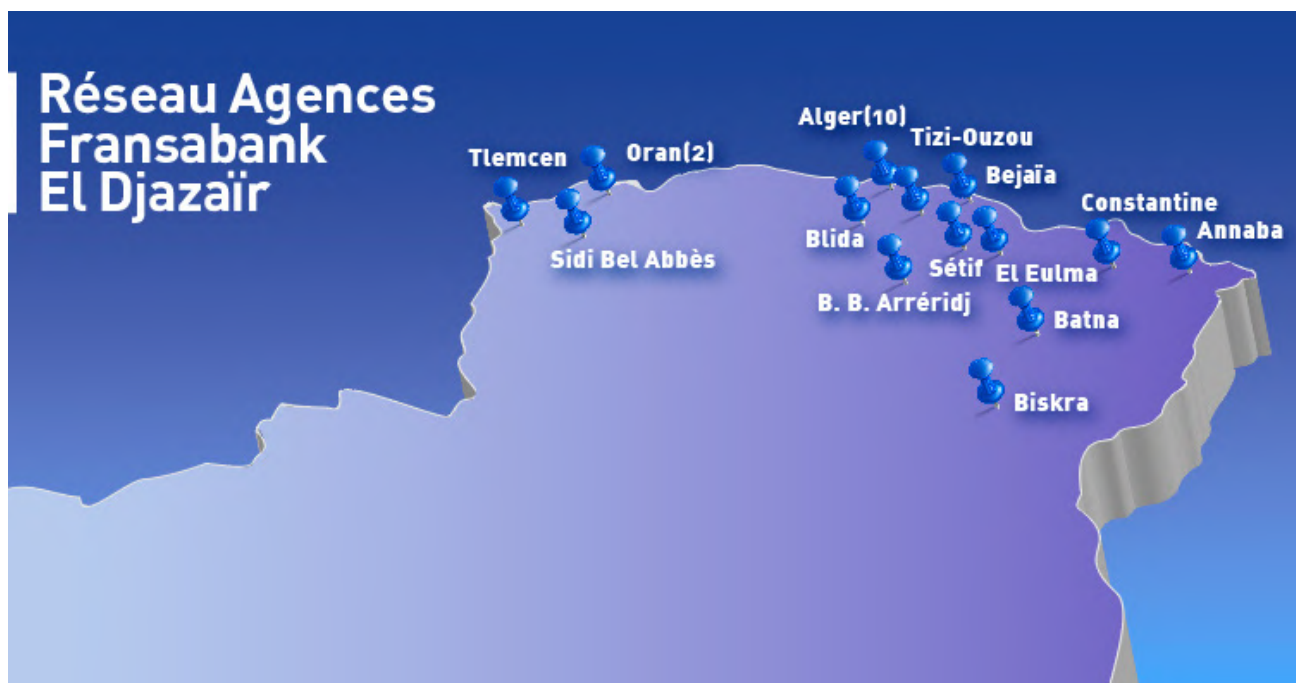 Réseau Agences
Fransabank
El Djazaïr
Alger(10)
Tizi-Ouzou
Tlemcen
Oran(2)
Bejaïa
Constantine
Annaba
Blida
Sidi Bel Abbès
Sétif
El Eulma
B. B. Arréridj
Batna
Biskra